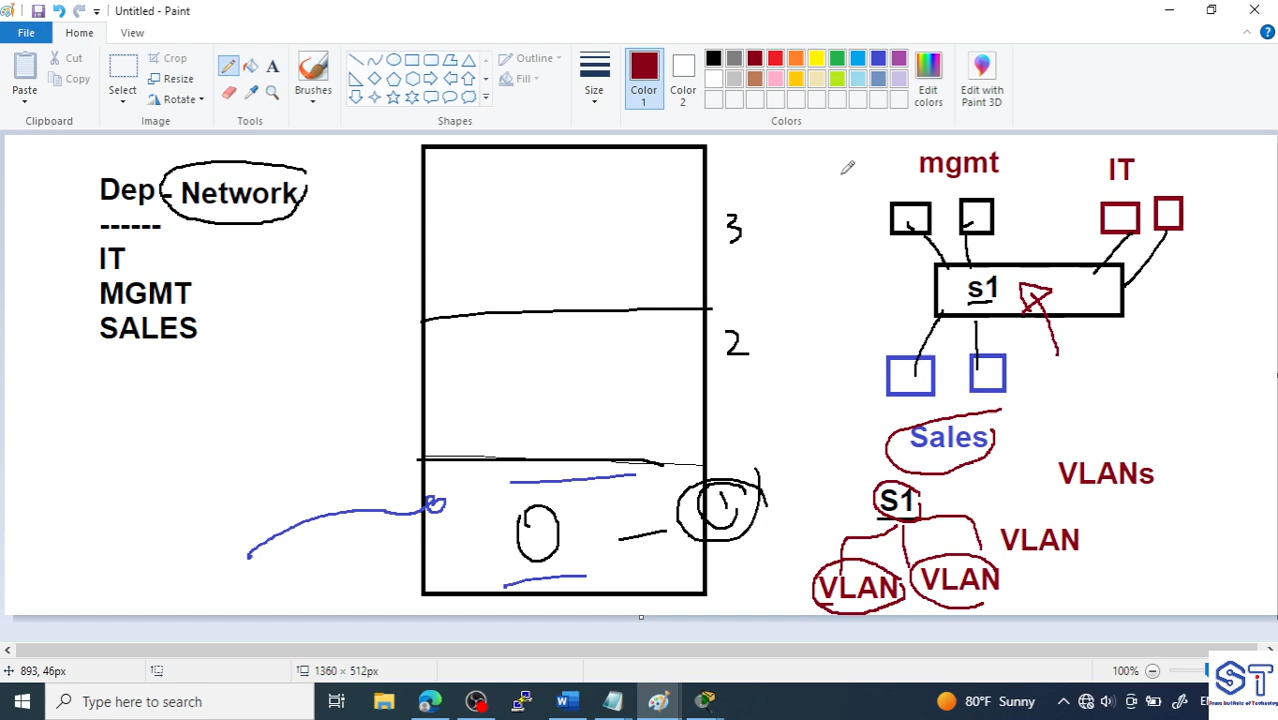 Untitled - Paint
File
Home
View
Paste
Cut
Copy
Clipboard
Select
Crop
Resize
Rotate
Image
A
Tools
Brushes
Outline
Fill
Shapes
Size
Color
1
Color
2
Edit
colors
Colors
Edit with
Paint 3D
Dep - Network
------
IT
MGMT
SALES
3
2
mgmt
IT
s1
Sales
VLANs
S1
VLAN
VLAN
VLAN
893, 46px
1360 × 512px
100%
Type here to search
80°F Sunny
SiT